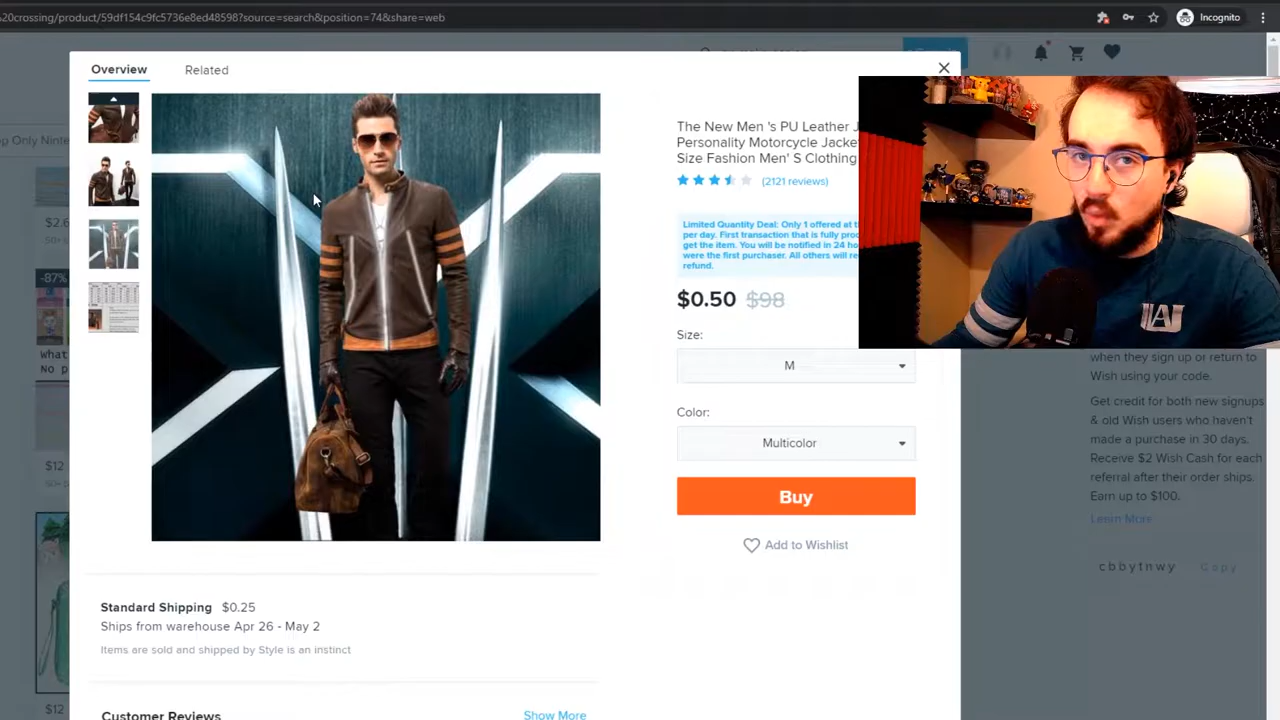 20crossing/product/59df154c9fc5736e8ed48598?source=search&position=74&share=web
Incognito
Overview
Related
The New Men 's PU Leather J
Personality Motorcycle Jacke
Size Fashion Men' S Clothing
(2121 reviews)
Limited Quantity Deal: Only 1 offered at t
per day. First transaction that is fully pro
get the item. You will be notified in 24 ho
were the first purchaser. All others will re
refund.
$0.50 $98
Size:
M
Color:
Multicolor
Buy
Add to Wishlist
Standard Shipping $0.25
Ships from warehouse Apr 26 - May 2
Items are sold and shipped by Style is an instinct
Customer Reviews
Show More
op Only Ninte
$2.6
-87%
What
No p
$12
$12
when they sign up or return to
Wish using your code.
Get credit for both new signups
& old Wish users who haven't
made a purchase in 30 days.
Receive $2 Wish Cash for each
referral after their order ships.
Earn up to $100.
Learn More
cbbytnwy Copy